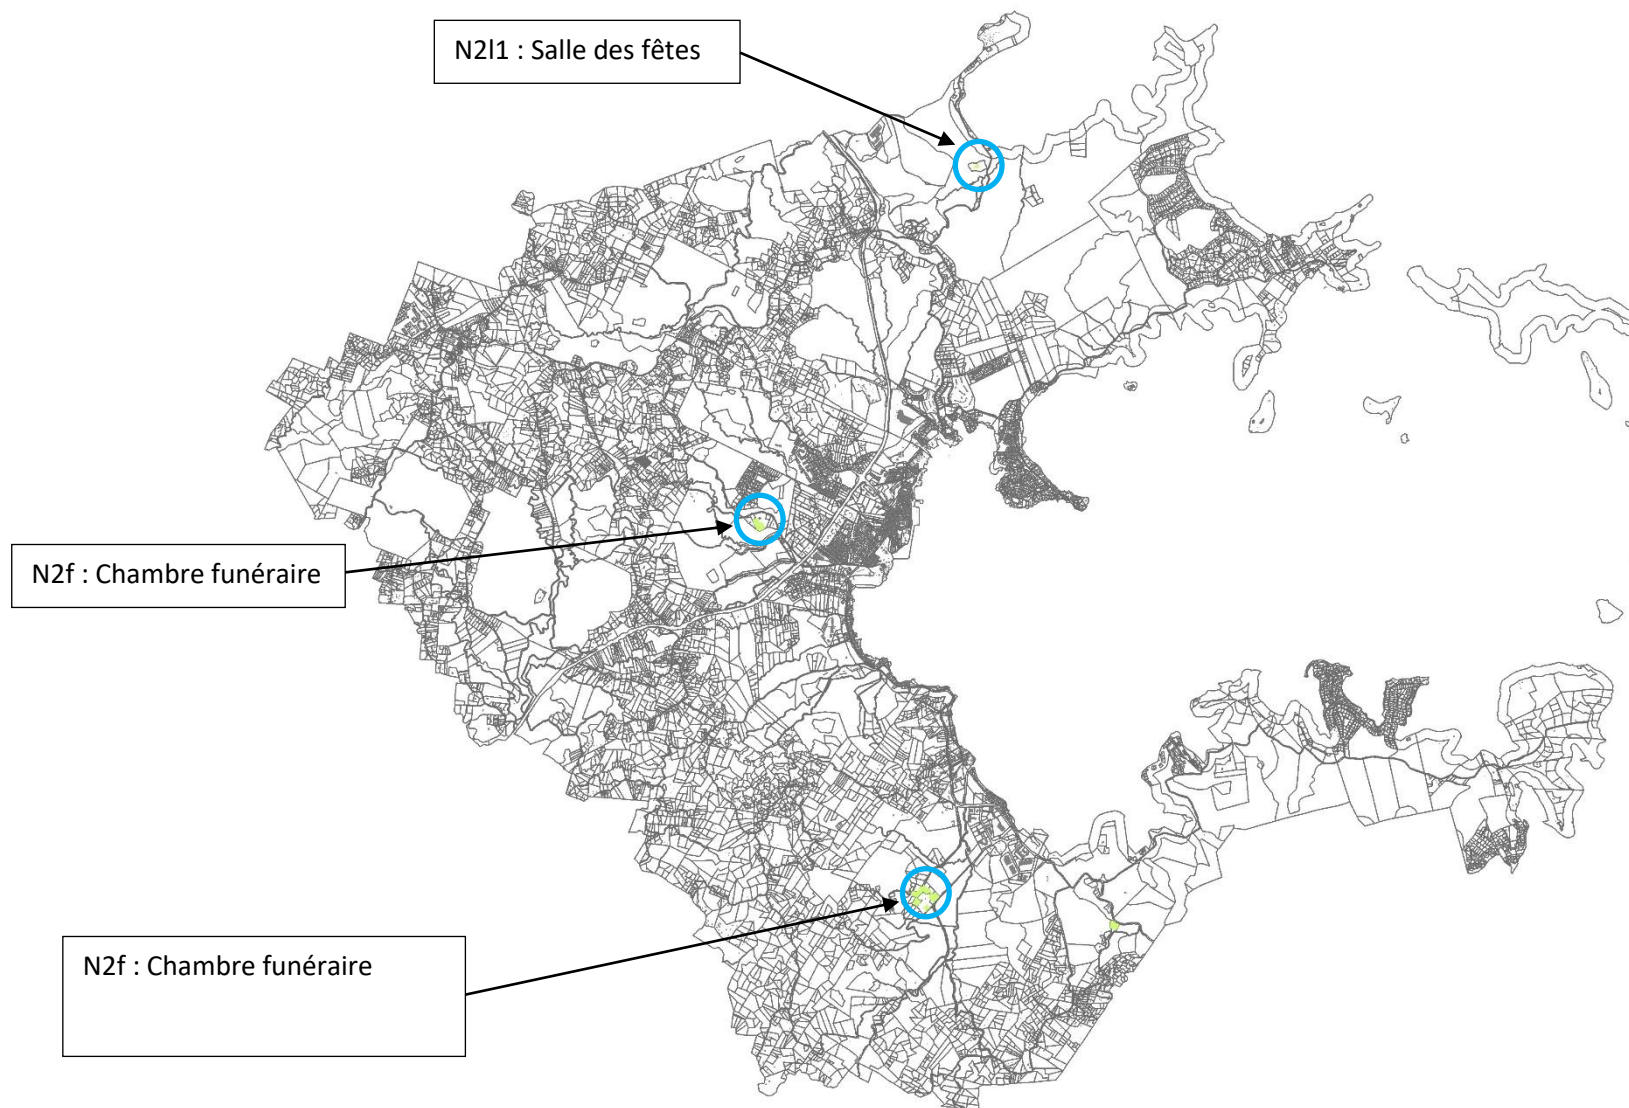 N2l1 : Salle des fêtes
N2f : Chambre funéraire
N2f : Chambre funéraire